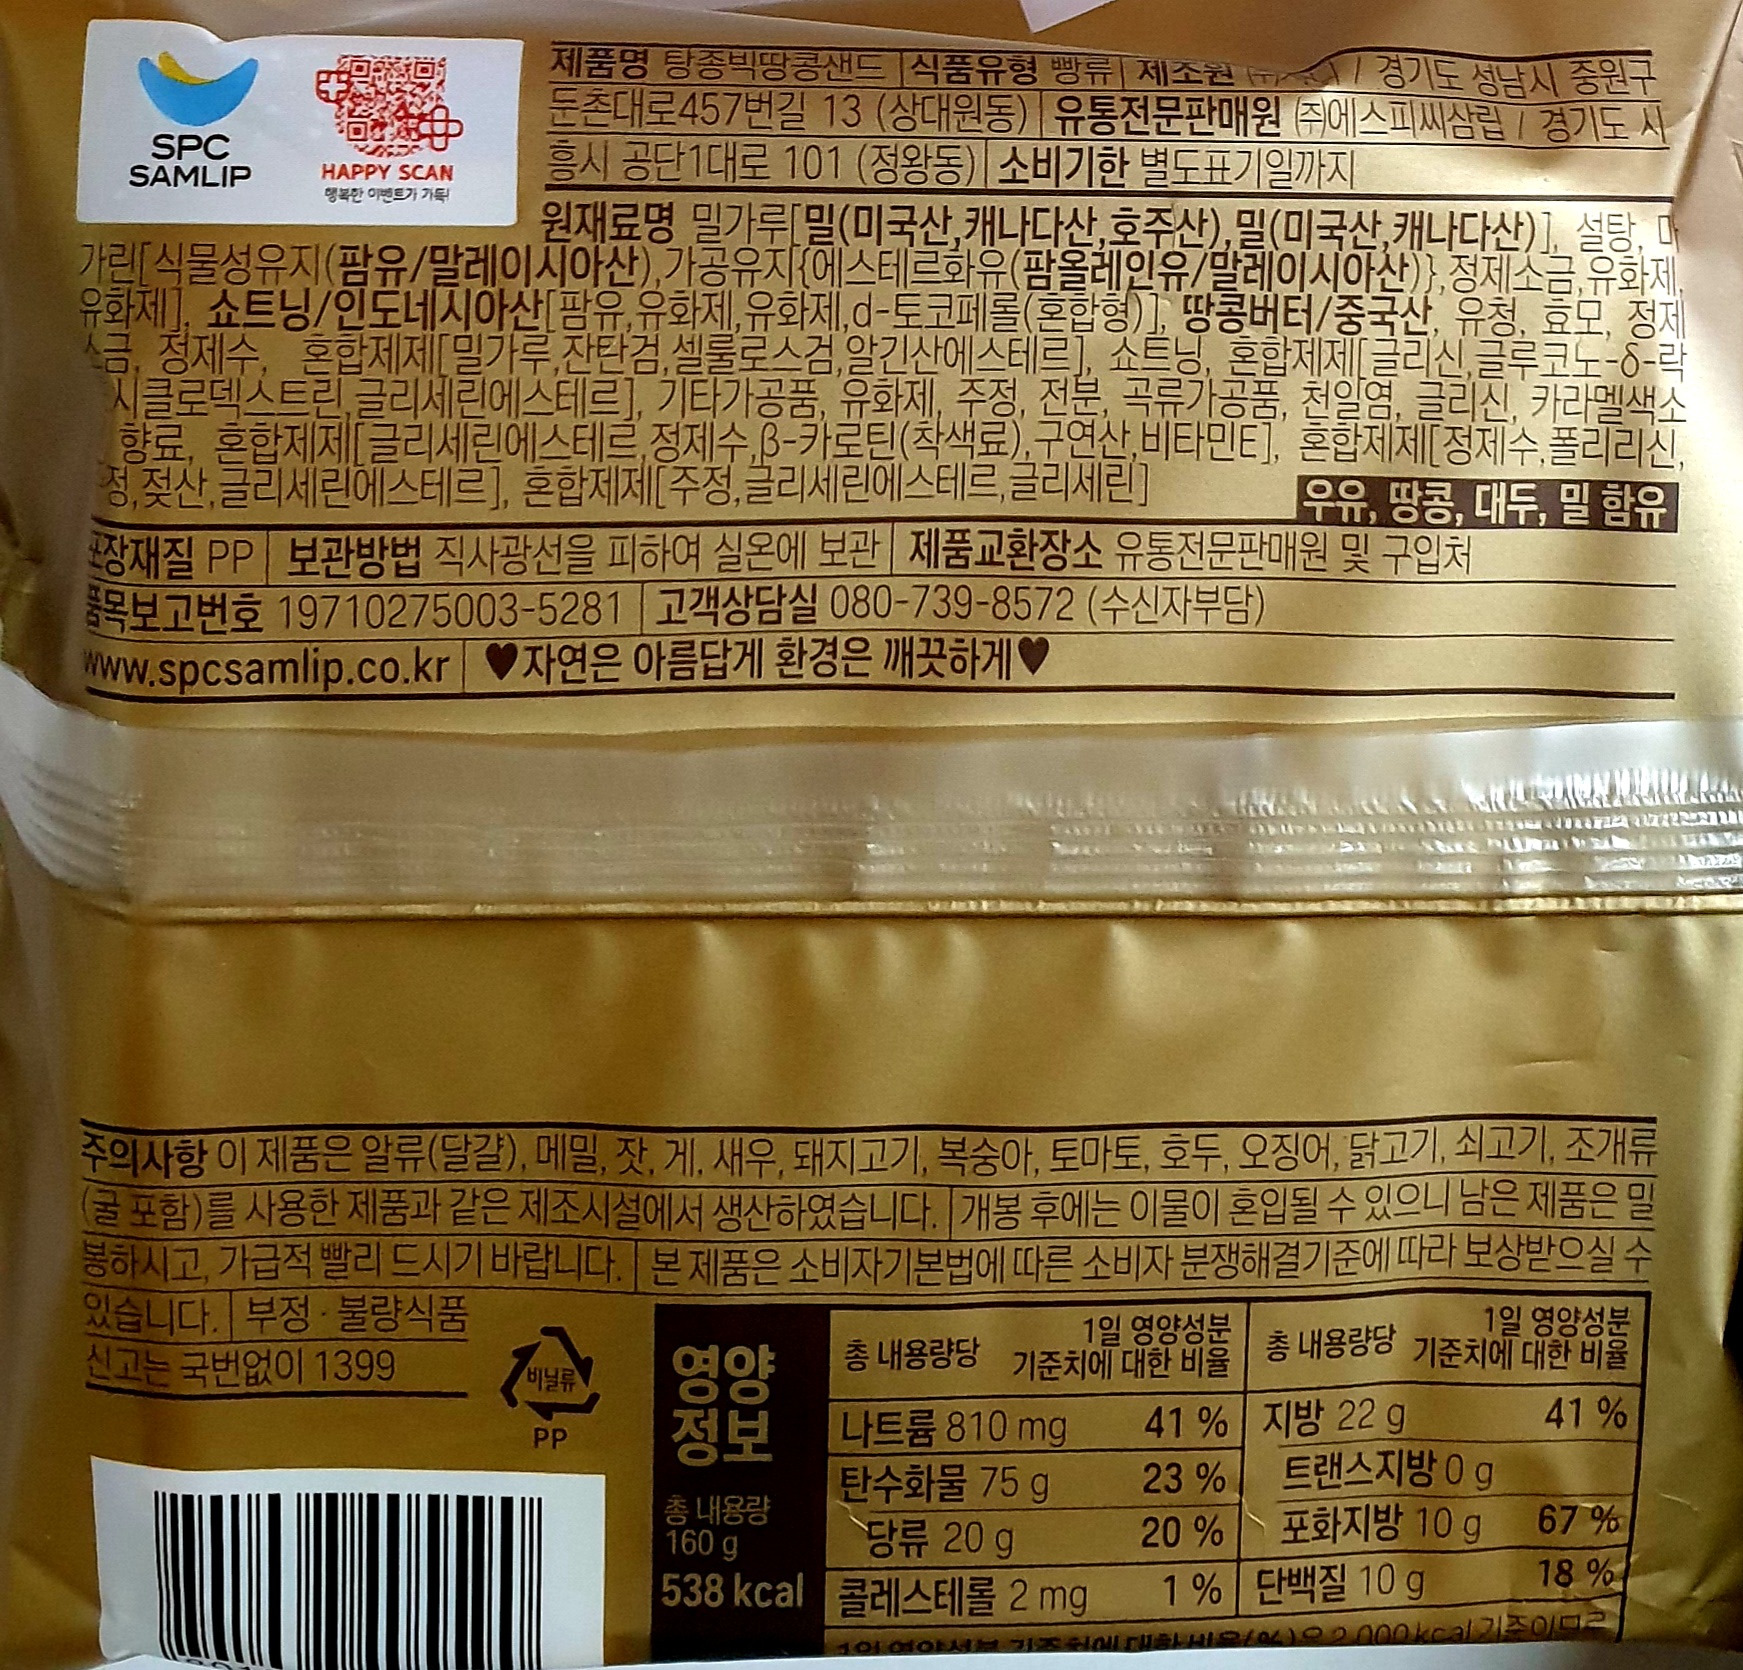 SPC
SAMLIP
HAPPY SCAN
행복한 이벤트가 가득!
제품명 탕종빅땅콩샌드 | 식품유형 빵류 | 제조원 / 경기도 성남시 중원구
둔촌대로457번길 13 (상대원동) | 유통전문판매원 (주)에스피씨삼립 / 경기도 시
흥시 공단1대로 101 (정왕동) | 소비기한 별도표기일까지
원재료명 밀가루[밀(미국산,캐나다산,호주산),밀(미국산,캐나다산)], 설탕, 마
가린[식물성유지(팜유/말레이시아산),가공유지{에스테르화유(팜올레인유/말레이시아산)},정제소금,유화제,
유화제], 쇼트닝/인도네시아산[팜유,유화제,유화제,d-토코페롤(혼합형)], 땅콩버터/중국산, 유청, 효모, 정제
소금, 정제수, 혼합제제[밀가루,잔탄검,셀룰로스검,알긴산에스테르], 쇼트닝, 혼합제제[글리신,글루코노-δ-락
시클로덱스트린,글리세린에스테르], 기타가공품, 유화제, 주정, 전분, 곡류가공품, 천일염, 글리신, 카라멜색소
향료, 혼합제제[글리세린에스테르,정제수,β-카로틴(착색료),구연산,비타민E], 혼합제제[정제수,폴리리신,
정,젖산,글리세린에스테르], 혼합제제[주정,글리세린에스테르,글리세린]
우유, 땅콩, 대두, 밀 함유
포장재질 PP | 보관방법 직사광선을 피하여 실온에 보관 | 제품교환장소 유통전문판매원 및 구입처
품목보고번호 19710275003-5281 | 고객상담실 080-739-8572 (수신자부담)
www.spcsamlip.co.kr | ♥자연은 아름답게 환경은 깨끗하게♥
주의사항 이 제품은 알류(달걀), 메밀, 잣, 게, 새우, 돼지고기, 복숭아, 토마토, 호두, 오징어, 닭고기, 쇠고기, 조개류
(굴 포함)를 사용한 제품과 같은 제조시설에서 생산하였습니다. | 개봉 후에는 이물이 혼입될 수 있으니 남은 제품은 밀
봉하시고, 가급적 빨리 드시기 바랍니다. | 본 제품은 소비자기본법에 따른 소비자 분쟁해결기준에 따라 보상받으실 수
있습니다. | 부정·불량식품
신고는 국번없이 1399
비닐류
PP
영양
정보
총 내용량
160 g
538 kcal
총 내용량당 1일 영양성분 기준치에 대한 비율
총 내용량당 1일 영양성분 기준치에 대한 비율
나트륨 810 mg 41 %
지방 22 g 41 %
탄수화물 75 g 23 %
트랜스지방 0 g
당류 20 g 20 %
포화지방 10 g 67 %
콜레스테롤 2 mg 1 %
단백질 10 g 18 %
1일 영양성분 기준치에 대한 비율(%)은 2,000 kcal 기준이므로